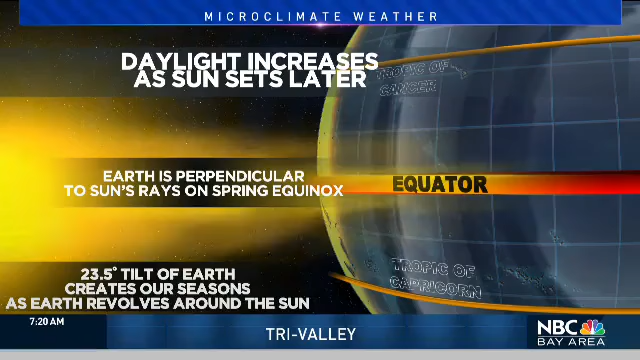 MICROCLIMATE WEATHER
DAYLIGHT INCREASES
AS SUN SETS LATER
TROPIC OF
CANCER
EARTH IS PERPENDICULAR
TO SUN'S RAYS ON SPRING EQUINOX
EQUATOR
23.5° TILT OF EARTH
CREATES OUR SEASONS
AS EARTH REVOLVES AROUND THE SUN
TROPIC OF
CAPRICORN
7:20 AM
TRI-VALLEY
NBC
BAY AREA